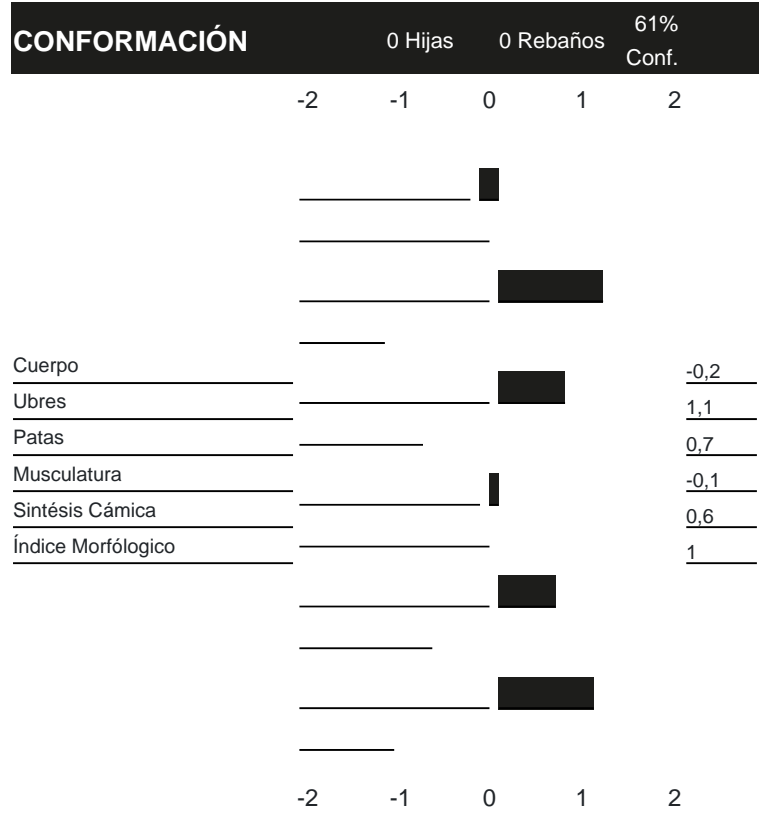 CONFORMACIÓN 0 Hijas 0 Rebaños 61% Conf.
-2 -1 0 1 2
Cuerpo -0,2
Ubres 1,1
Patas 0,7
Musculatura -0,1
Sintésis Cámica 0,6
Índice Morfólogico 1
-2 -1 0 1 2